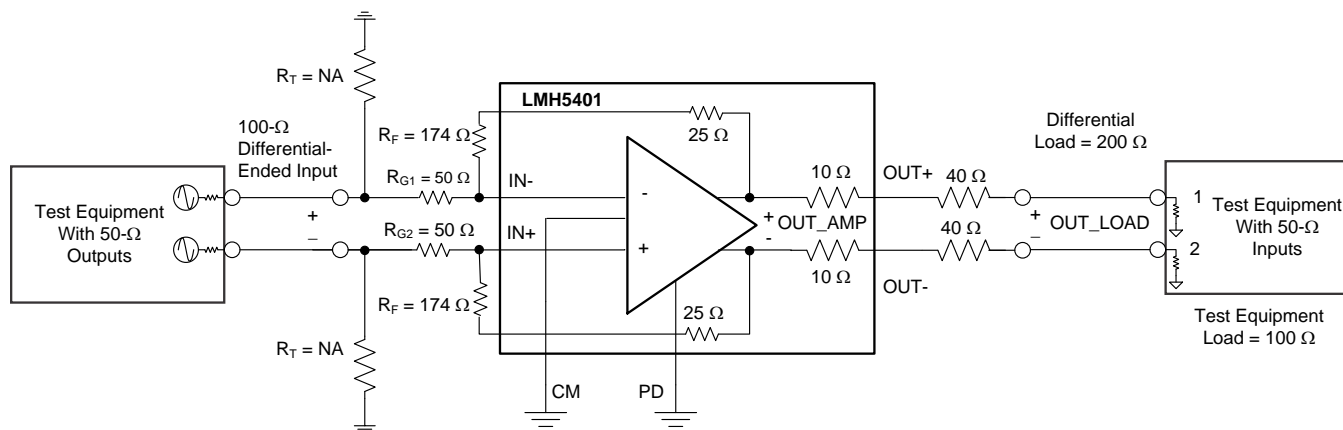 R_T = NA
100-Ω
Differential-
Ended Input
LMH5401
R_F = 174 Ω
25 Ω
R_G1 = 50 Ω
IN-
-
10 Ω
OUT+
40 Ω
Differential
Load = 200 Ω
Test Equipment
With 50-Ω
Outputs
+
–
R_G2 = 50 Ω
IN+
+
+
OUT_AMP
-
10 Ω
40 Ω
+
OUT_LOAD
–
1
2
Test Equipment
With 50-Ω
Inputs
R_F = 174 Ω
25 Ω
OUT-
Test Equipment
Load = 100 Ω
R_T = NA
CM
PD